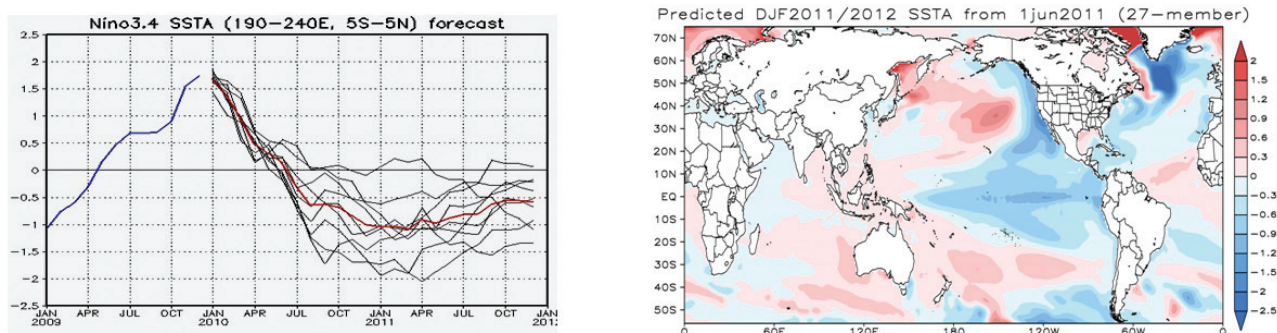 Nino3.4 SSTA (190-240E, 5S-5N) forecast
2.5
2
1.5
1
0.5
0
-0.5
-1
-1.5
-2
-2.5
JAN APR JUL OCT JAN APR JUL OCT JAN APR JUL OCT JAN
2009 2010 2011
Predicted DJF2011/2012 SSTA from 1jun2011 (27-member)
70N
60N
50N
40N
30N
20N
10N
EQ
10S
20S
30S
40S
50S
0 60E 120E 180 120W 60W 0
2
1.5
1.2
0.9
0.6
0.3
0
-0.3
-0.6
-0.9
-1.2
-1.5
-2
-2.5